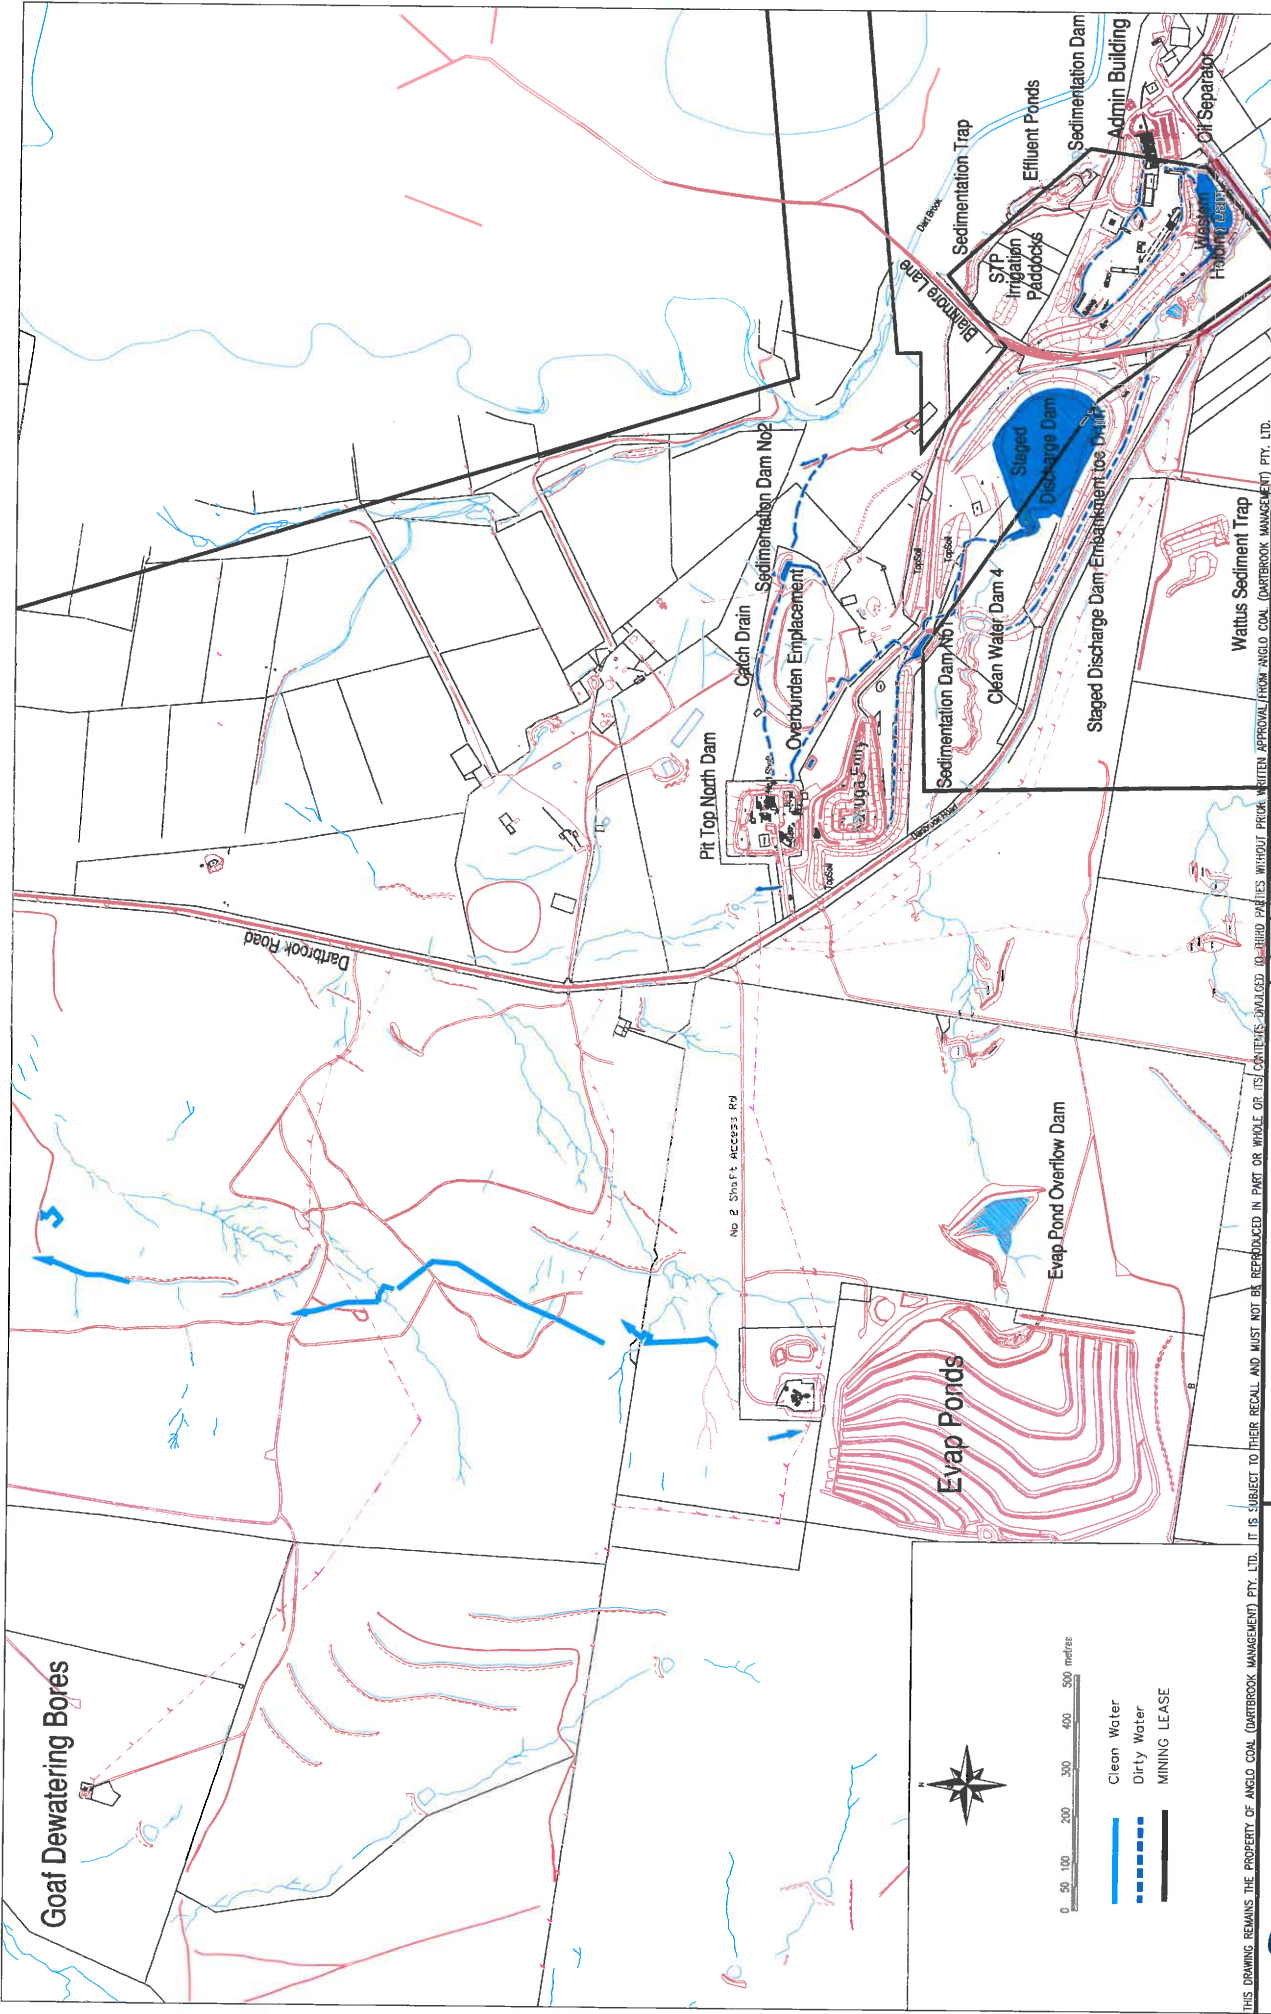 Goaf Dewatering Bores
Dartbrook Road
Pit Top North Dam
Catch Drain
Sedimentation Dam No2
Overburden Emplacement
No 2 Shaft Access Rd
Evap Ponds
Evap Pond Overflow Dam
Dartbrook Road
TopSoil
TopSoil
TopSoil
Sedimentation Dam No1
Clean Water Dam 4
Staged
Discharge Dam
Staged Discharge Dam Embankment toe Drain
Wattus Sediment Trap
Blairmore Lane
Dart Brook
Sedimentation Trap
STP
Irrigation
Paddocks
Effluent Ponds
Sedimentation Dam
Admin Building
Oil Separator
Western
Holding Dam
N
0 50 100 200 300 400 500 metres
Clean Water
Dirty Water
MINING LEASE
THIS DRAWING REMAINS THE PROPERTY OF ANGLO COAL (DARTBROOK MANAGEMENT) PTY. LTD. IT IS SUBJECT TO THEIR RECALL AND MUST NOT BE REPRODUCED IN PART OR WHOLE OR ITS CONTENTS DIVULGED TO THIRD PARTIES WITHOUT PRIOR WRITTEN APPROVAL FROM ANGLO COAL (DARTBROOK MANAGEMENT) PTY. LTD.